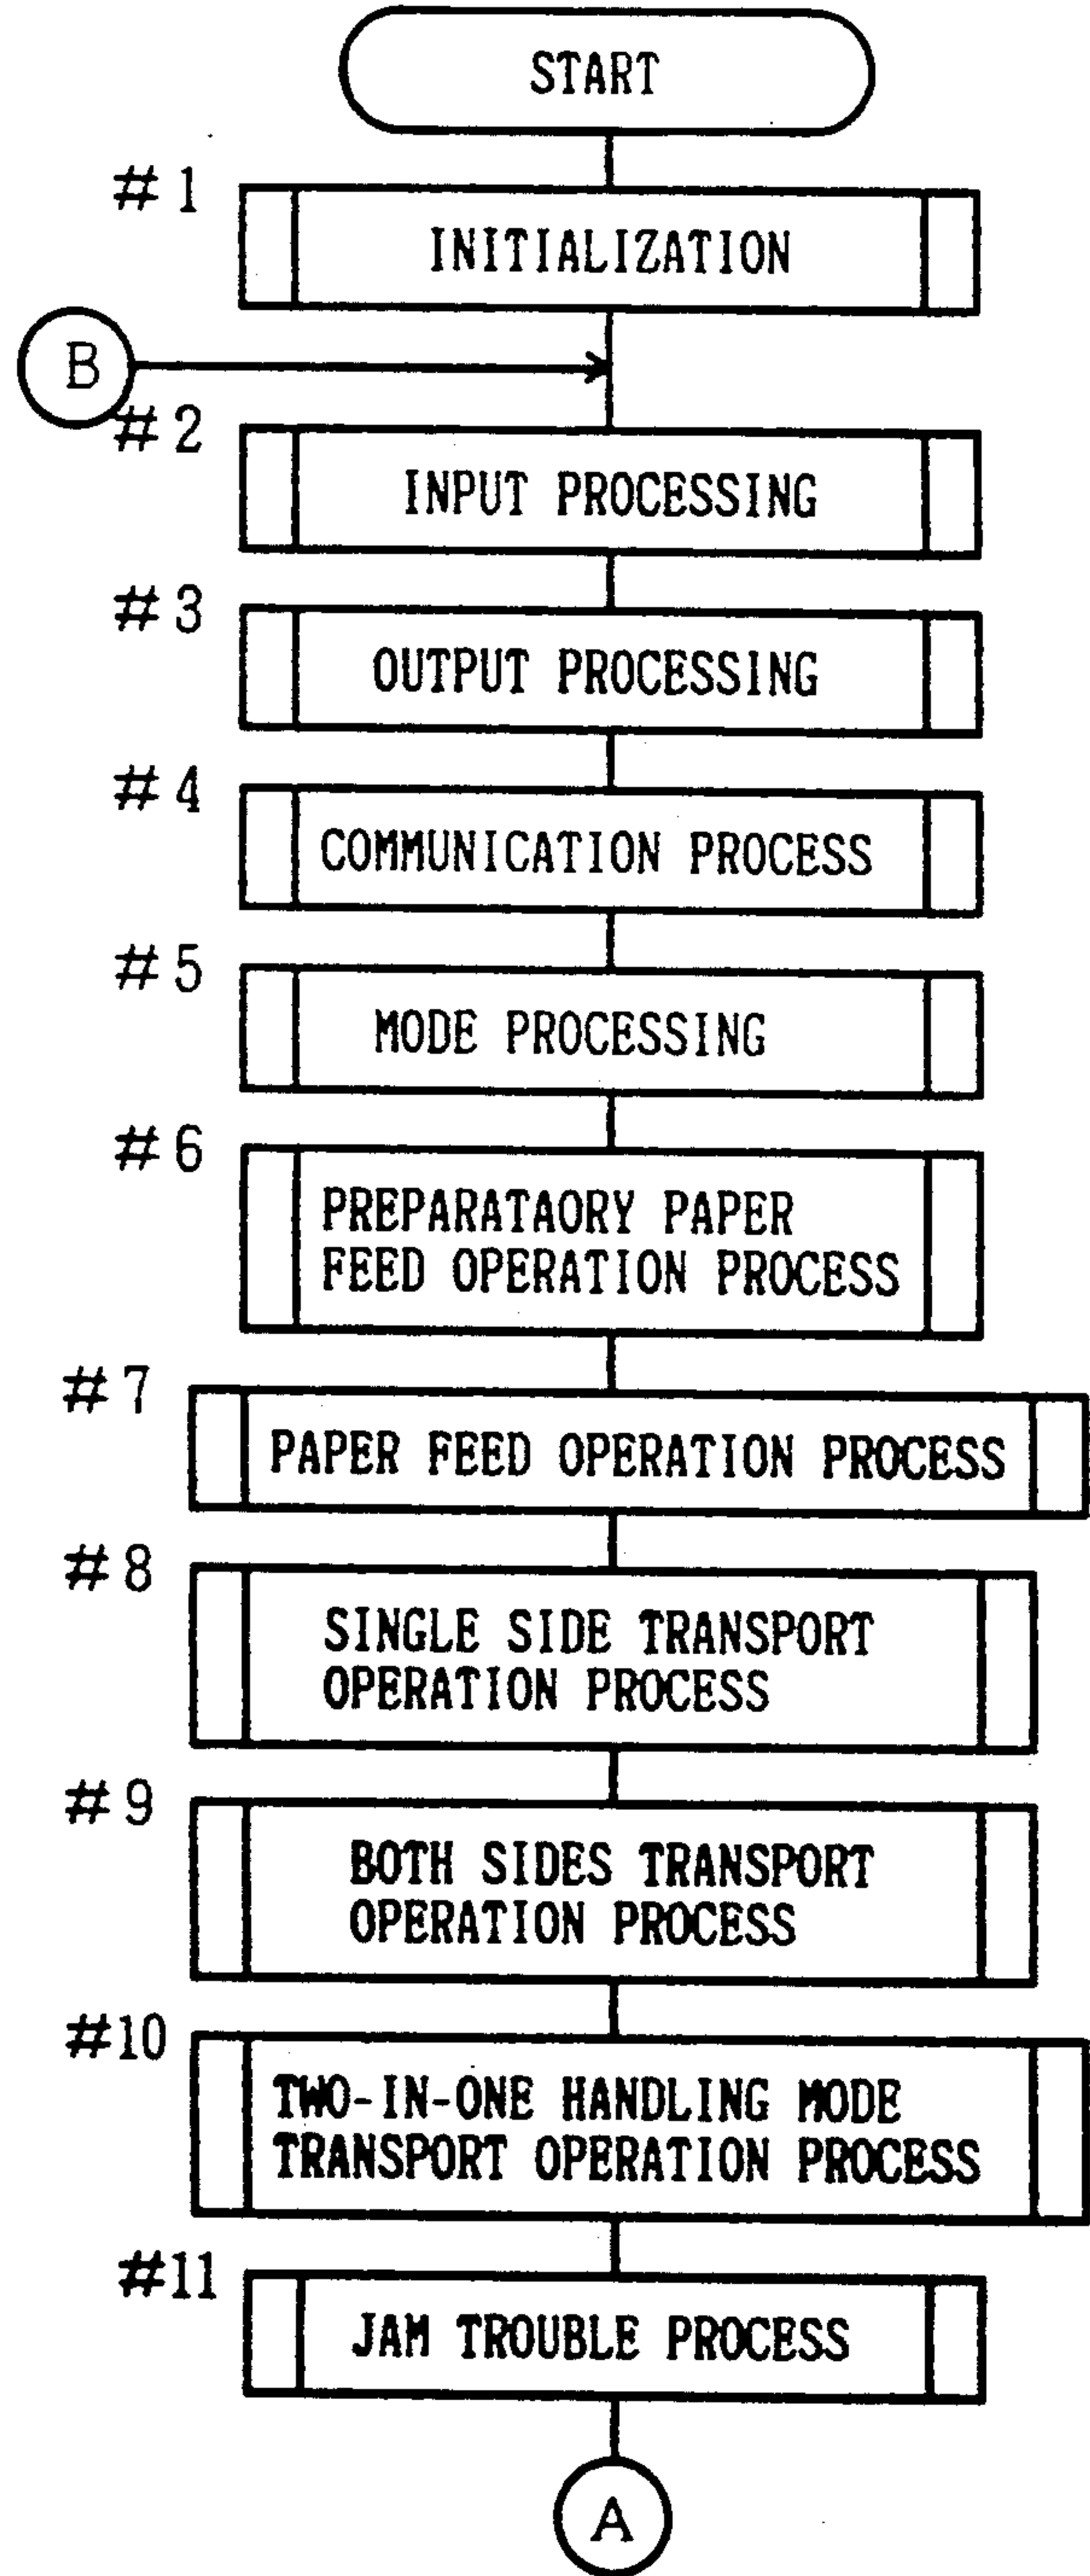 START
#1
INITIALIZATION
B
#2
INPUT PROCESSING
#3
OUTPUT PROCESSING
#4
COMMUNICATION PROCESS
#5
MODE PROCESSING
#6
PREPARATAORY PAPER
FEED OPERATION PROCESS
#7
PAPER FEED OPERATION PROCESS
#8
SINGLE SIDE TRANSPORT
OPERATION PROCESS
#9
BOTH SIDES TRANSPORT
OPERATION PROCESS
#10
TWO-IN-ONE HANDLING MODE
TRANSPORT OPERATION PROCESS
#11
JAM TROUBLE PROCESS
A